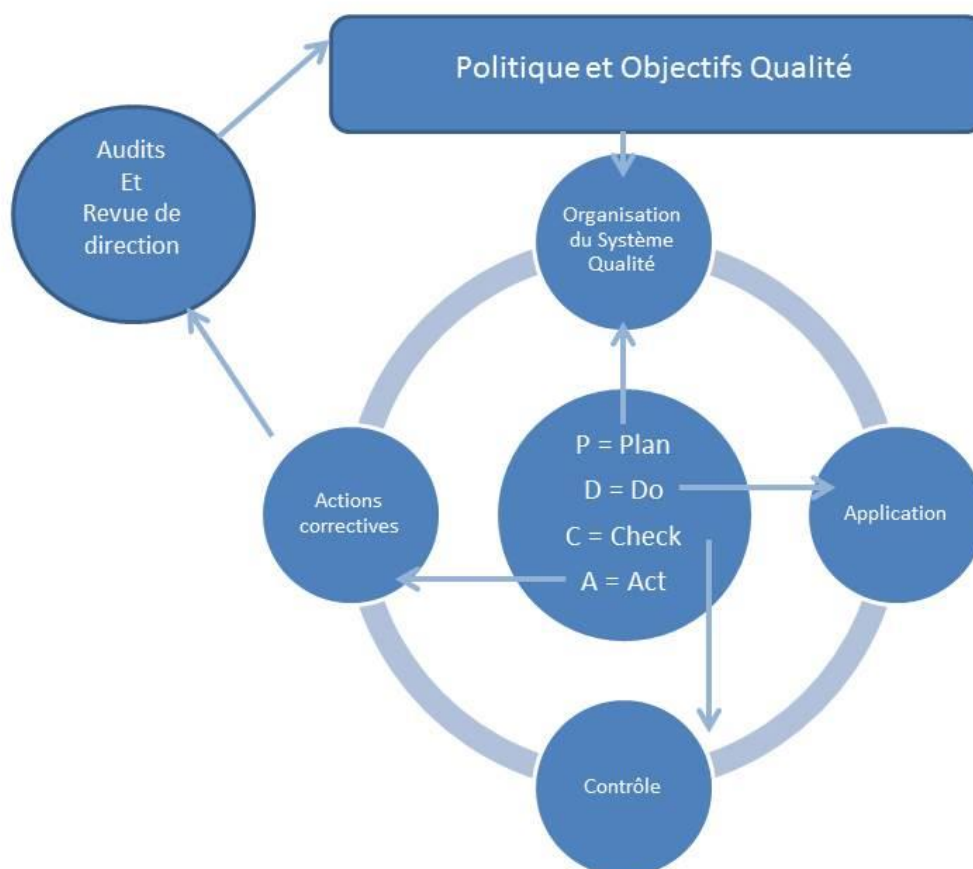 Politique et Objectifs Qualité
Audits
Et
Revue de
direction
Organisation
du Système
Qualité
P = Plan
D = Do
C = Check
A = Act
Actions
correctives
Application
Contrôle